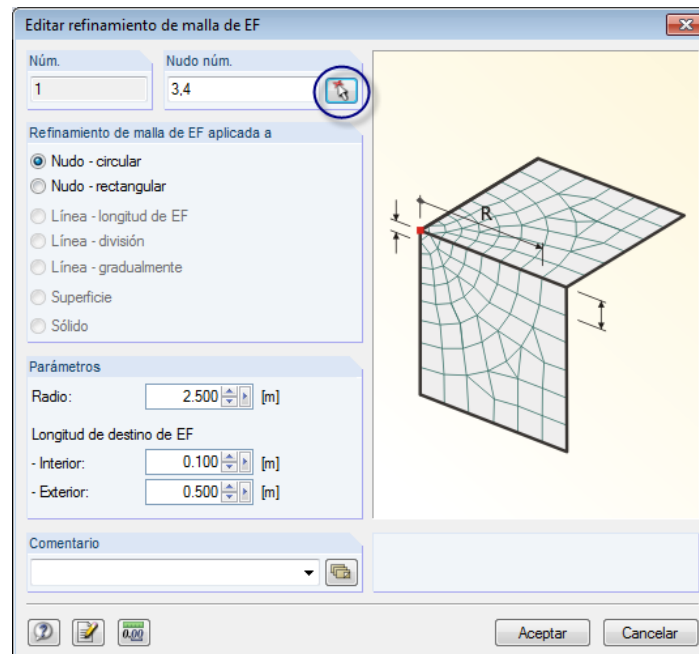 Editar refinamiento de malla de EF
Núm.
Nudo núm.
1
3,4
Refinamiento de malla de EF aplicada a
Nudo - circular
Nudo - rectangular
Línea - longitud de EF
Línea - división
Línea - gradualmente
Superficie
Sólido
R
Parámetros
Radio: 2.500 [m]
Longitud de destino de EF
- Interior: 0.100 [m]
- Exterior: 0.500 [m]
Comentario
0.00
Aceptar
Cancelar